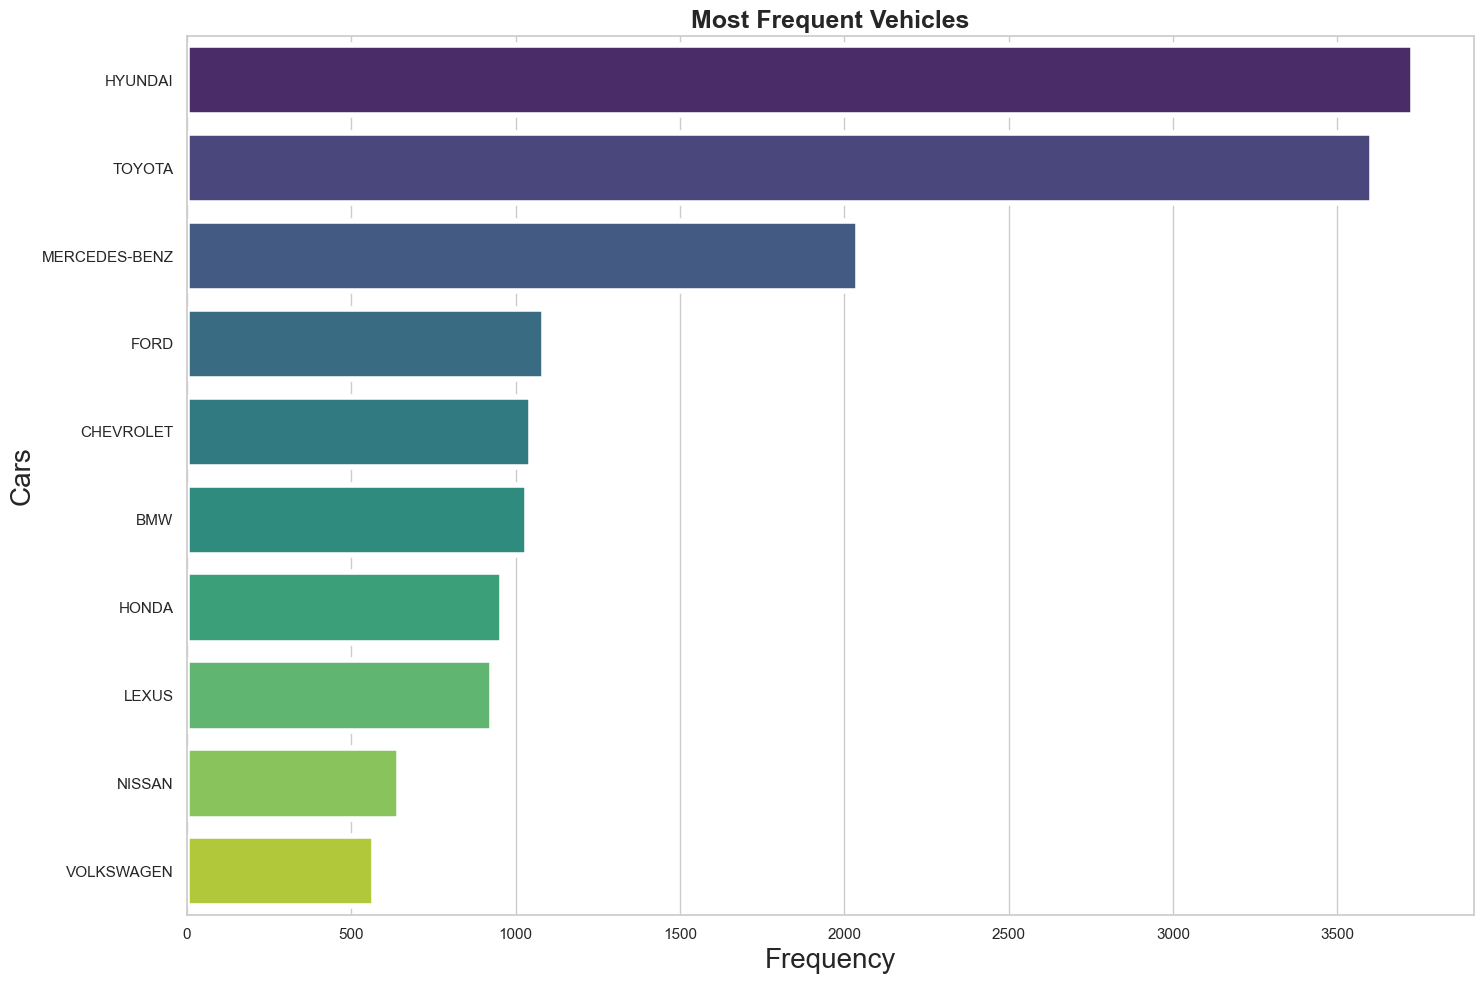 Most Frequent Vehicles
HYUNDAI
TOYOTA
MERCEDES-BENZ
FORD
CHEVROLET
BMW
HONDA
LEXUS
NISSAN
VOLKSWAGEN
Cars
0 500 1000 1500 2000 2500 3000 3500
Frequency